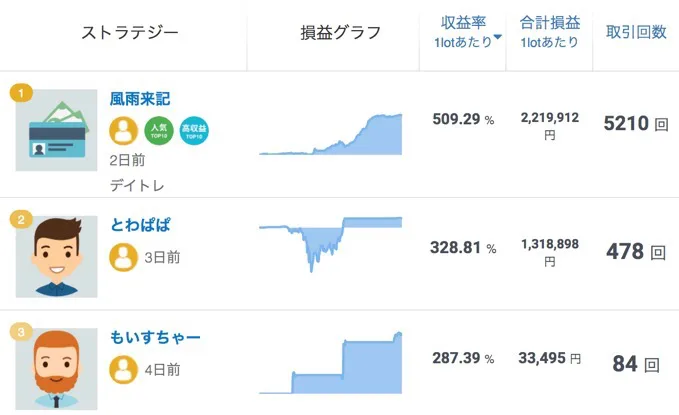 ストラテジー
損益グラフ
収益率
1lotあたり
合計損益
1lotあたり
取引回数
1
風雨来記
人気
TOP10
高収益
TOP10
2日前
デイトレ
509.29 %
2,219,912
円
5210 回
2
とわぱぱ
3日前
328.81 %
1,318,898
円
478 回
3
もいすちゃー
4日前
287.39 %
33,495 円
84 回